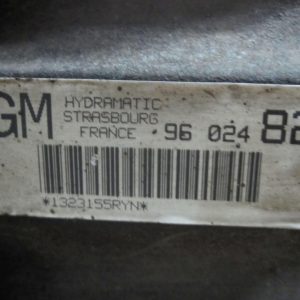 GM HYDRAMATIC
STRASBOURG
FRANCE 96 024 82
*1323155RYN*